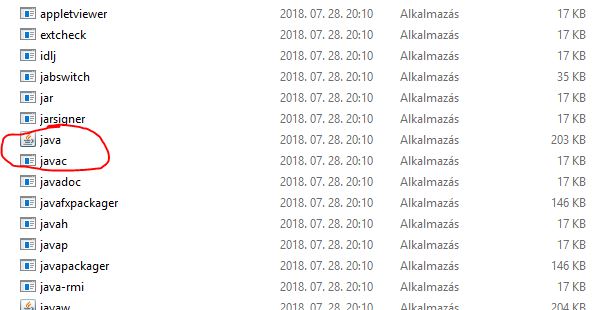 appletviewer 2018. 07. 28. 20:10 Alkalmazás 17 KB
extcheck 2018. 07. 28. 20:10 Alkalmazás 17 KB
idlj 2018. 07. 28. 20:10 Alkalmazás 17 KB
jabswitch 2018. 07. 28. 20:10 Alkalmazás 35 KB
jar 2018. 07. 28. 20:10 Alkalmazás 17 KB
jarsigner 2018. 07. 28. 20:10 Alkalmazás 17 KB
java 2018. 07. 28. 20:10 Alkalmazás 203 KB
javac 2018. 07. 28. 20:10 Alkalmazás 17 KB
javadoc 2018. 07. 28. 20:10 Alkalmazás 17 KB
javafxpackager 2018. 07. 28. 20:10 Alkalmazás 146 KB
javah 2018. 07. 28. 20:10 Alkalmazás 17 KB
javap 2018. 07. 28. 20:10 Alkalmazás 17 KB
javapackager 2018. 07. 28. 20:10 Alkalmazás 146 KB
java-rmi 2018. 07. 28. 20:10 Alkalmazás 17 KB
javaw 2018. 07. 28. 20:10 Alkalmazás 204 KB